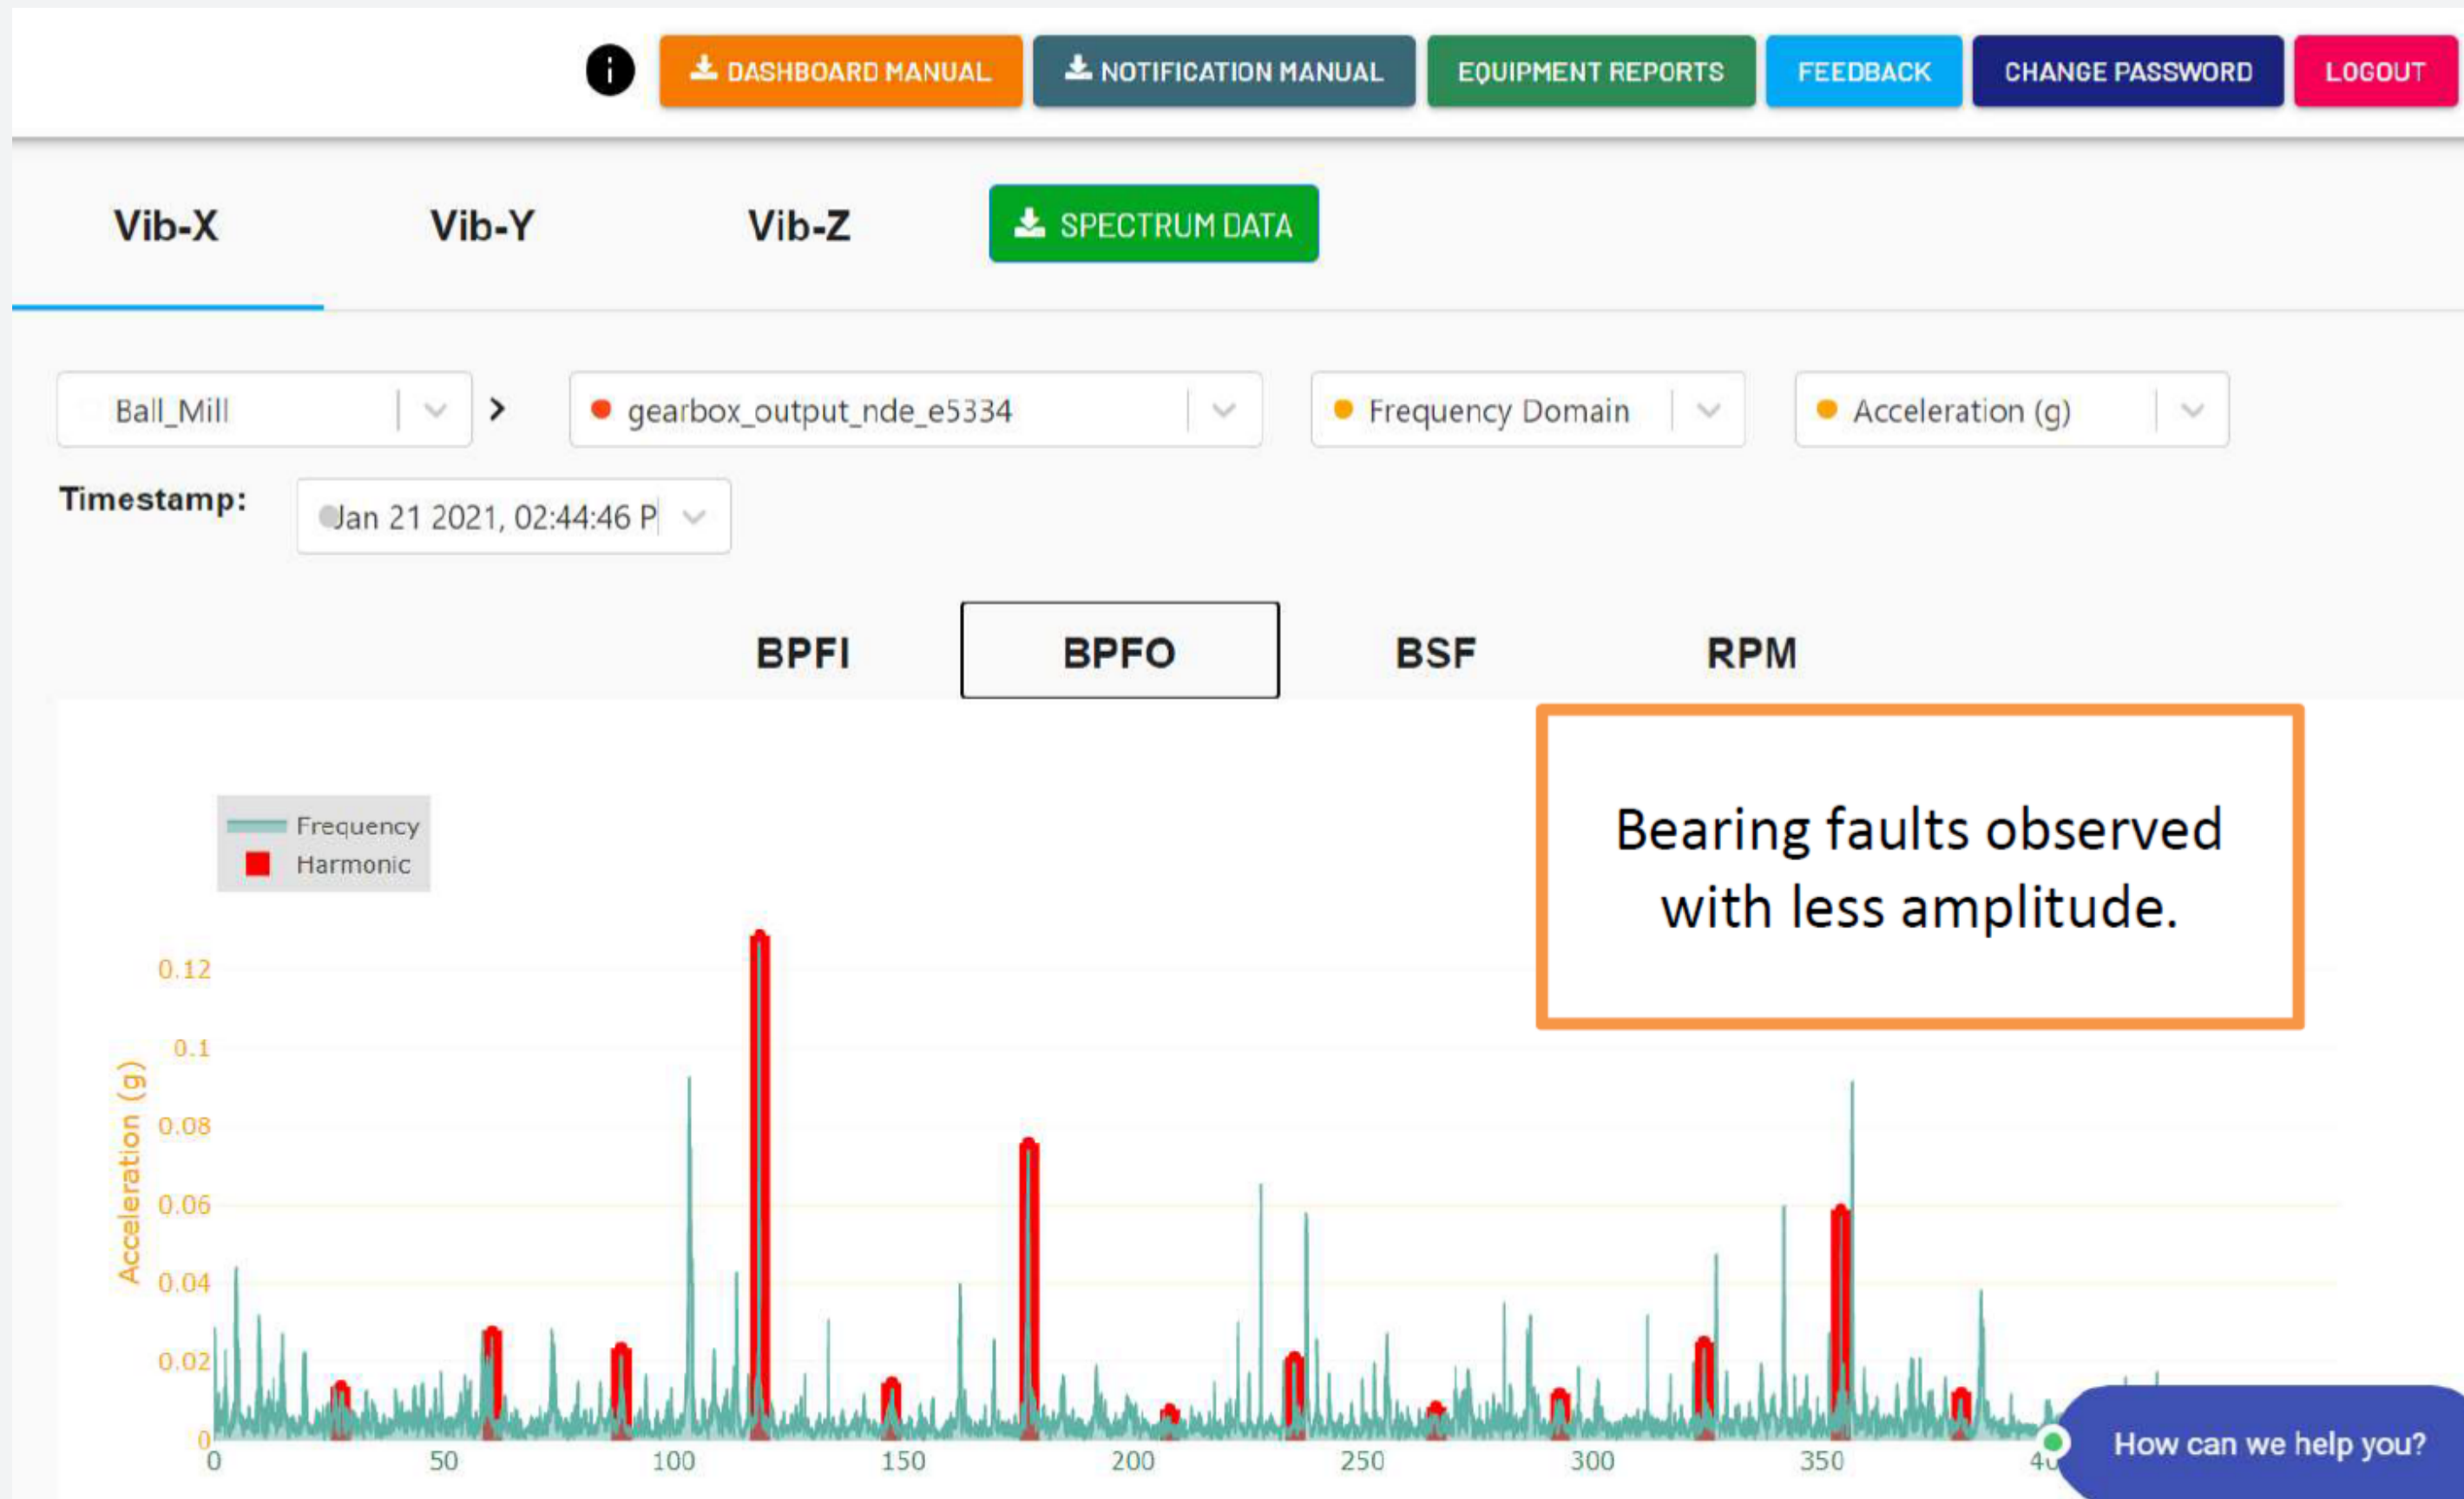 DASHBOARD MANUAL NOTIFICATION MANUAL EQUIPMENT REPORTS FEEDBACK CHANGE PASSWORD LOGOUT
Vib-X Vib-Y Vib-Z SPECTRUM DATA
Ball_Mill > gearbox_output_nde_e5334 Frequency Domain Acceleration (g)
Timestamp: Jan 21 2021, 02:44:46 P
BPFI BPFO BSF RPM
Bearing faults observed
with less amplitude.
Frequency
Harmonic
Acceleration (g)
0.12
0.1
0.08
0.06
0.04
0.02
0
0 50 100 150 200 250 300 350
How can we help you?